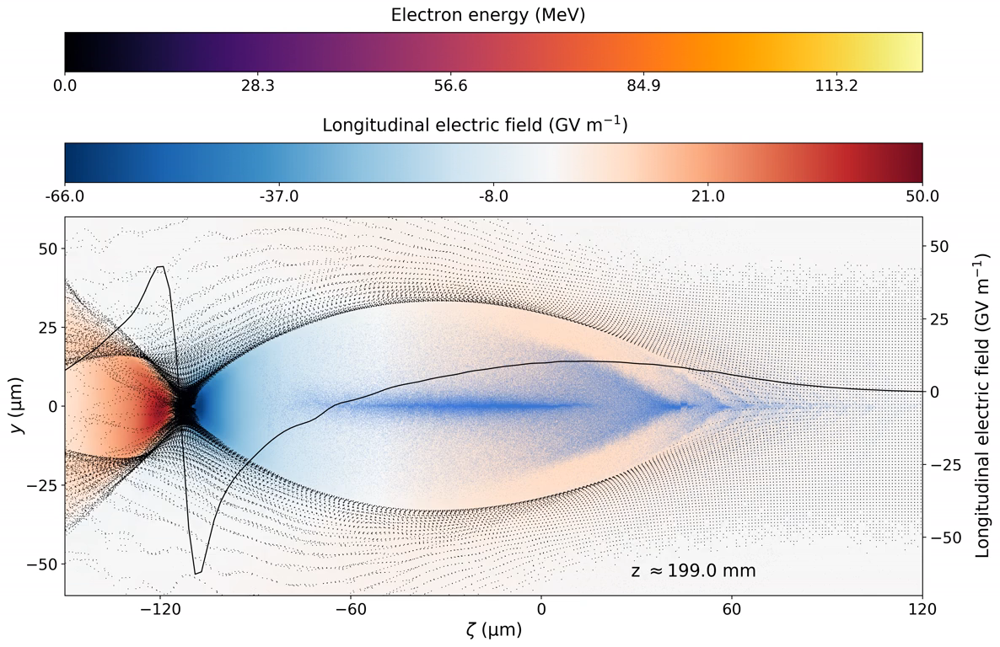 Electron energy (MeV)
0.0 28.3 56.6 84.9 113.2
Longitudinal electric field (GV m⁻¹)
-66.0 -37.0 -8.0 21.0 50.0
50
25
0
−25
−50
y (μm)
50
25
0
−25
−50
Longitudinal electric field (GV m⁻¹)
z ≈ 199.0 mm
−120 −60 0 60 120
ζ (μm)